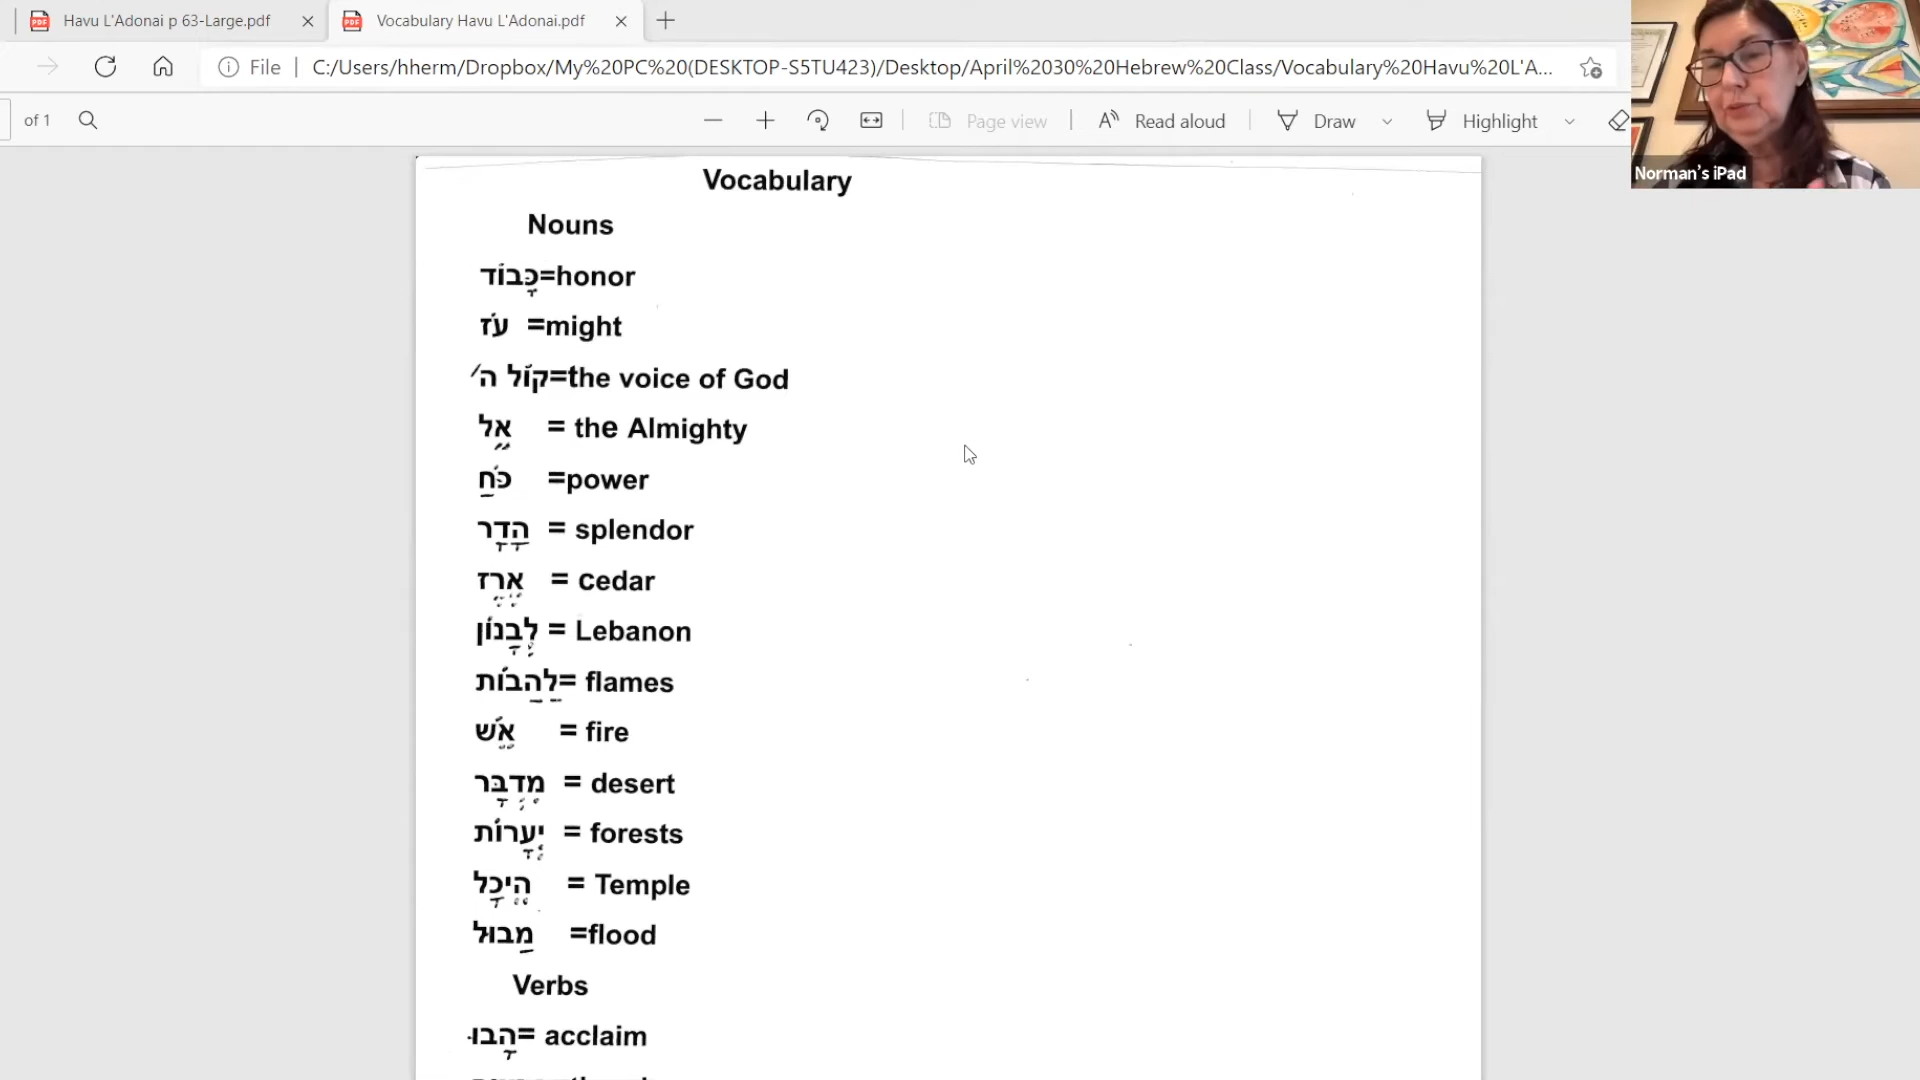 Havu L'Adonai p 63-Large.pdf
Vocabulary Havu L'Adonai.pdf
File
C:/Users/hherm/Dropbox/My%20PC%20(DESKTOP-S5TU423)/Desktop/April%2030%20Hebrew%20Class/Vocabulary%20Havu%20L'A...
of 1
Page view
Read aloud
Draw
Highlight
Norman's iPad
Vocabulary
Nouns
כָּבוֹד=honor
עֹז =might
קוֹל ה׳=the voice of God
אֵל = the Almighty
כֹּחַ =power
הָדָר = splendor
אֶרֶז = cedar
לְבָנוֹן = Lebanon
לַהֲבוֹת= flames
אֵשׁ = fire
מִדְבָּר = desert
יְעָרוֹת = forests
הֵיכָל = Temple
מַבּוּל =flood
Verbs
הָבוּ= acclaim